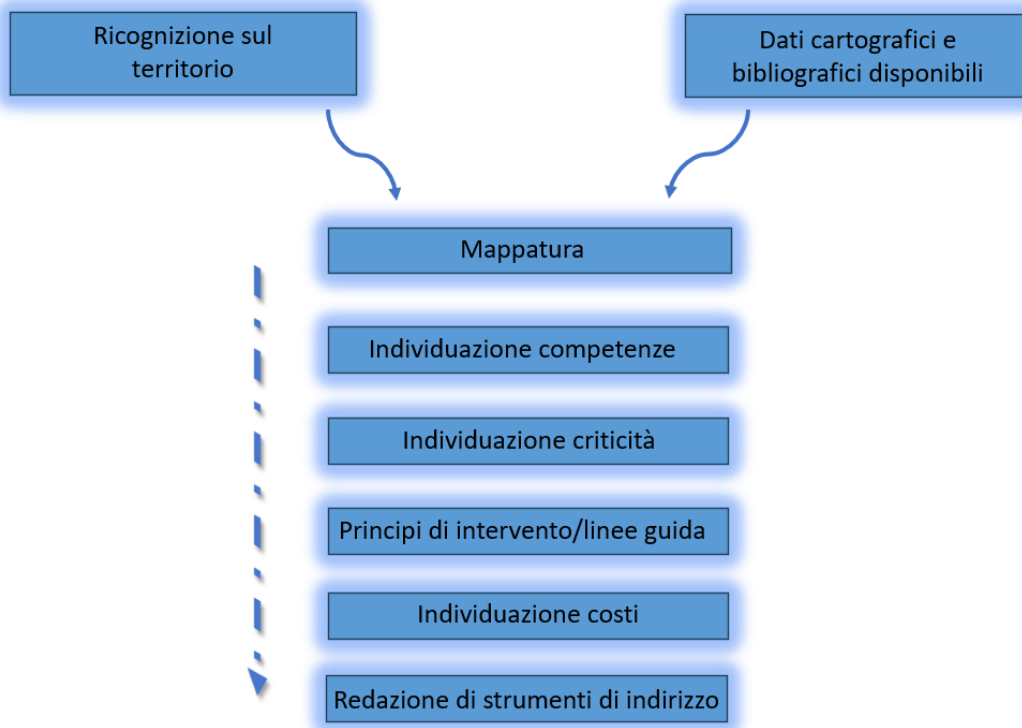 Ricognizione sul
territorio
Dati cartografici e
bibliografici disponibili
Mappatura
Individuazione competenze
Individuazione criticità
Principi di intervento/linee guida
Individuazione costi
Redazione di strumenti di indirizzo